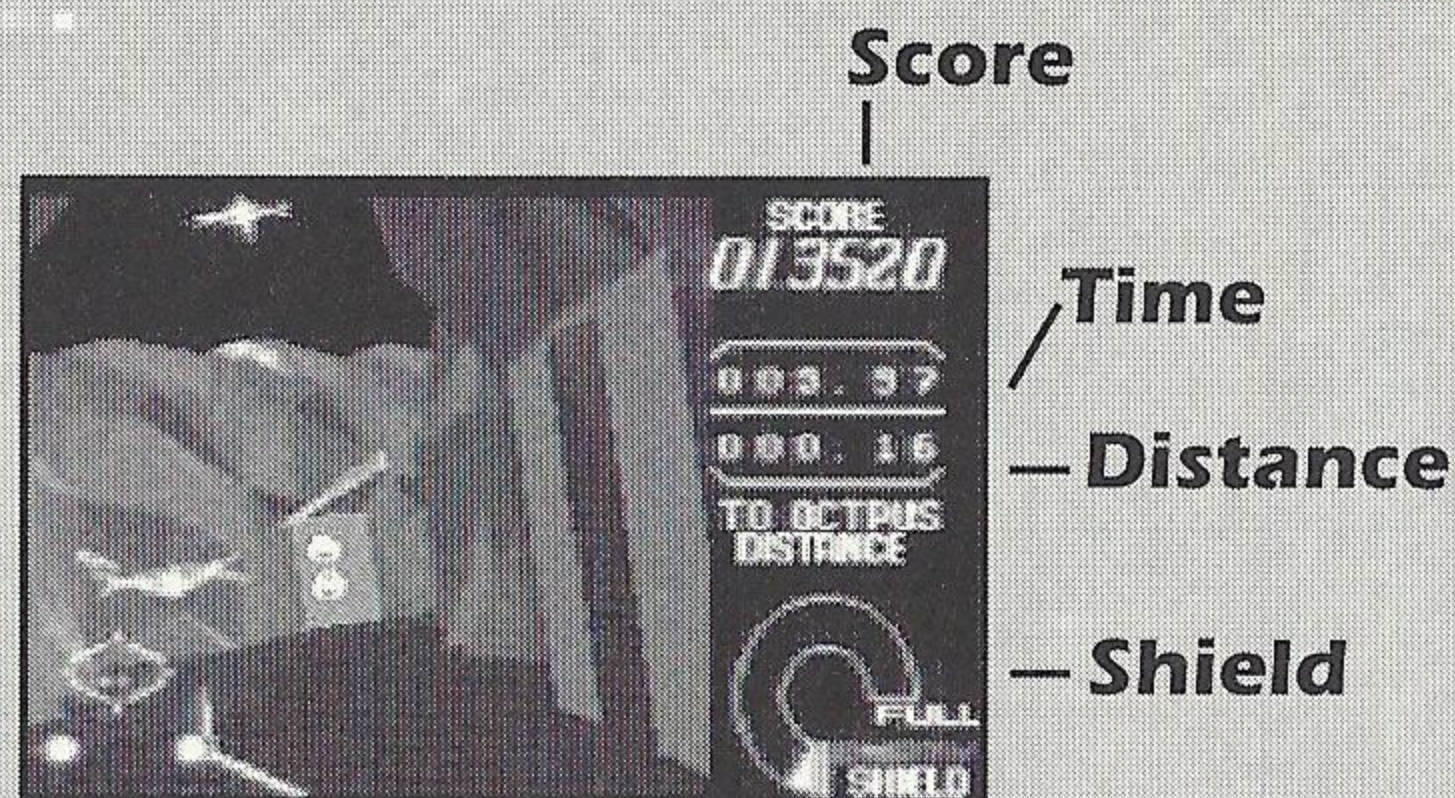 Score
SCORE
013520
Time
003.37
000.16
Distance
TO OCTPUS
DISTANCE
Shield
FULL
SHIELD